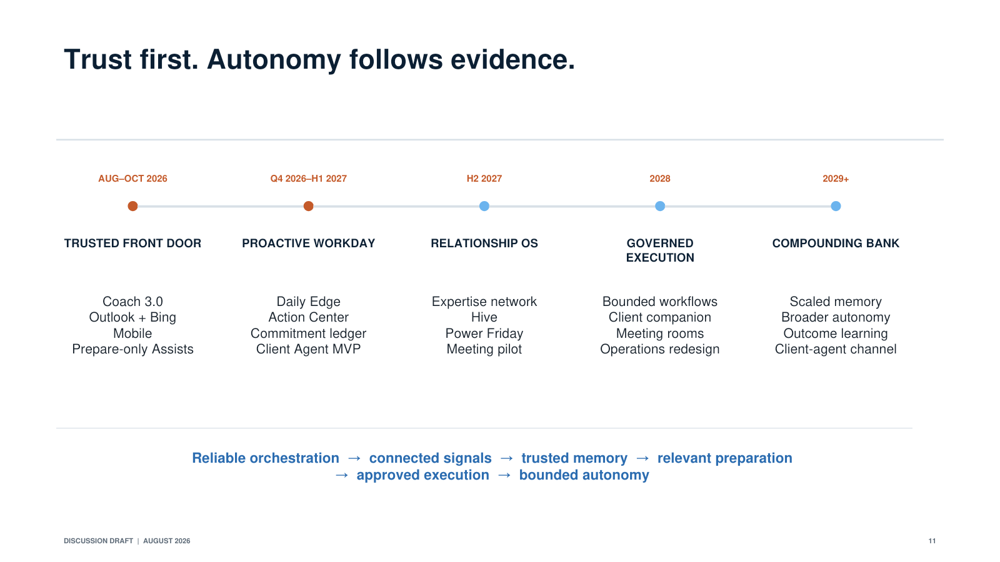 Trust first. Autonomy follows evidence.
AUG–OCT 2026
Q4 2026–H1 2027
H2 2027
2028
2029+
TRUSTED FRONT DOOR
PROACTIVE WORKDAY
RELATIONSHIP OS
GOVERNED
EXECUTION
COMPOUNDING BANK
Coach 3.0
Outlook + Bing
Mobile
Prepare-only Assists
Daily Edge
Action Center
Commitment ledger
Client Agent MVP
Expertise network
Hive
Power Friday
Meeting pilot
Bounded workflows
Client companion
Meeting rooms
Operations redesign
Scaled memory
Broader autonomy
Outcome learning
Client-agent channel
Reliable orchestration → connected signals → trusted memory → relevant preparation
→ approved execution → bounded autonomy
DISCUSSION DRAFT | AUGUST 2026
11